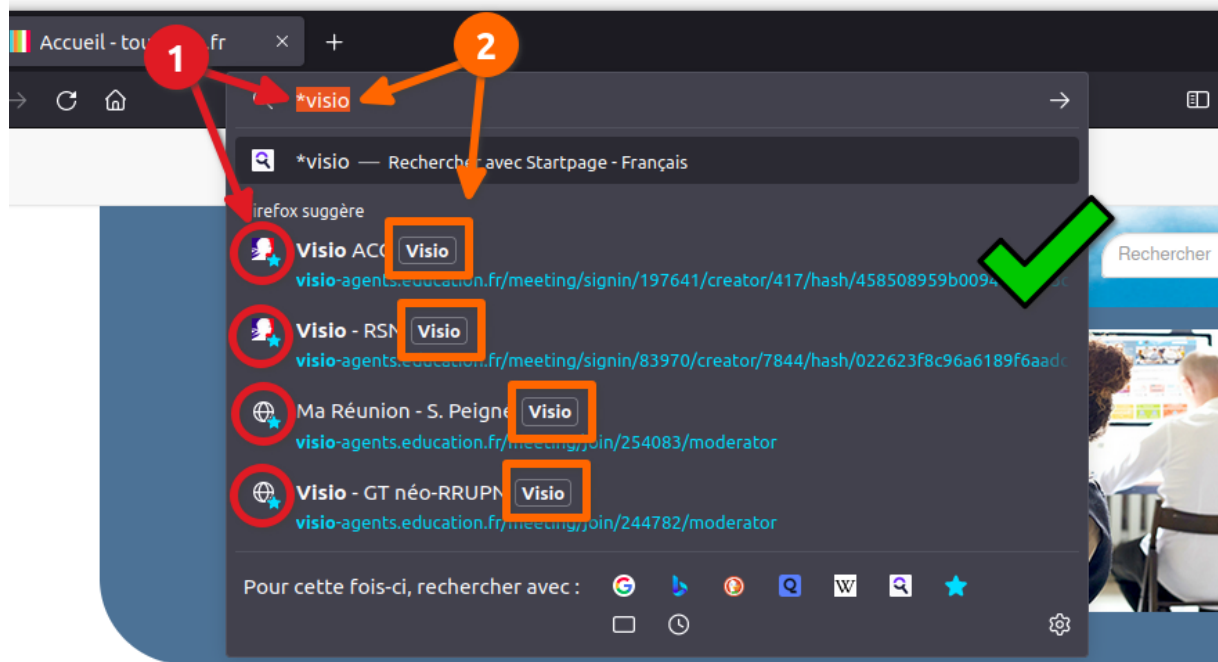 Accueil - tou fr
1
2
*visio
*visio — Rechercher avec Startpage - Français
irefox suggère
Visio ACC Visio
visio-agents.education.fr/meeting/signin/197641/creator/417/hash/458508959b009
Rechercher
Visio - RSN Visio
visio-agents.education.fr/meeting/signin/83970/creator/7844/hash/022623f8c96a6189f6aadc
Ma Réunion - S. Peigné Visio
visio-agents.education.fr/meeting/join/254083/moderator
Visio - GT néo-RRUPN Visio
visio-agents.education.fr/meeting/join/244782/moderator
Pour cette fois-ci, rechercher avec :